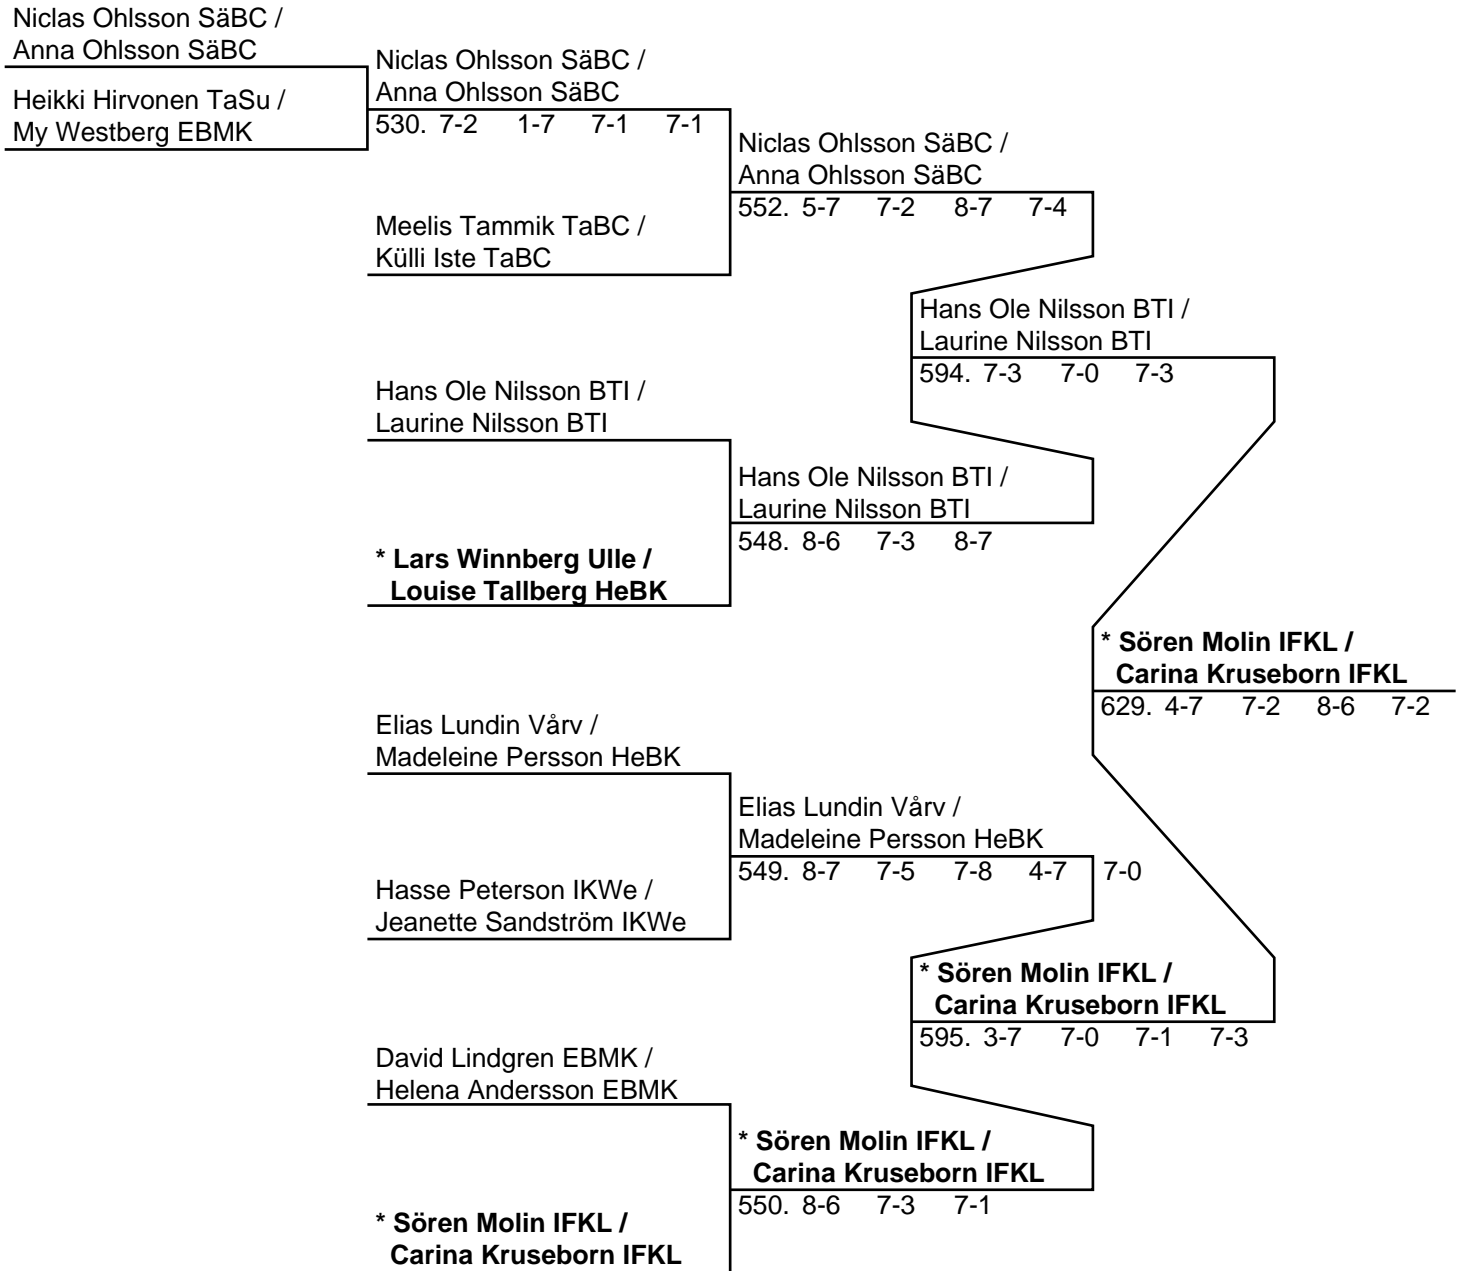 Niclas Ohlsson SäBC /
Anna Ohlsson SäBC
Heikki Hirvonen TaSu /
My Westberg EBMK
Niclas Ohlsson SäBC /
Anna Ohlsson SäBC
530. 7-2 1-7 7-1 7-1
Meelis Tammik TaBC /
Külli Iste TaBC
Niclas Ohlsson SäBC /
Anna Ohlsson SäBC
552. 5-7 7-2 8-7 7-4
Hans Ole Nilsson BTI /
Laurine Nilsson BTI
594. 7-3 7-0 7-3
Hans Ole Nilsson BTI /
Laurine Nilsson BTI
Hans Ole Nilsson BTI /
Laurine Nilsson BTI
548. 8-6 7-3 8-7
* Lars Winnberg Ulle /
Louise Tallberg HeBK
* Sören Molin IFKL /
Carina Kruseborn IFKL
629. 4-7 7-2 8-6 7-2
Elias Lundin Vårv /
Madeleine Persson HeBK
Elias Lundin Vårv /
Madeleine Persson HeBK
549. 8-7 7-5 7-8 4-7 7-0
Hasse Peterson IKWe /
Jeanette Sandström IKWe
* Sören Molin IFKL /
Carina Kruseborn IFKL
595. 3-7 7-0 7-1 7-3
David Lindgren EBMK /
Helena Andersson EBMK
* Sören Molin IFKL /
Carina Kruseborn IFKL
550. 8-6 7-3 7-1
* Sören Molin IFKL /
Carina Kruseborn IFKL